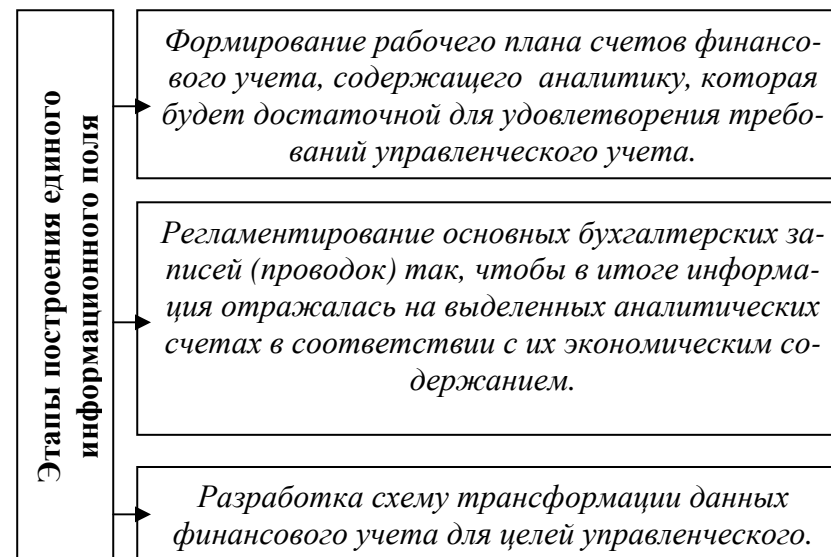 Этапы построения единого
информационного поля
Формирование рабочего плана счетов финансо-
вого учета, содержащего аналитику, которая
будет достаточной для удовлетворения требо-
ваний управленческого учета.
Регламентирование основных бухгалтерских за-
писей (проводок) так, чтобы в итоге информа-
ция отражалась на выделенных аналитических
счетах в соответствии с их экономическим со-
держанием.
Разработка схему трансформации данных
финансового учета для целей управленческого.